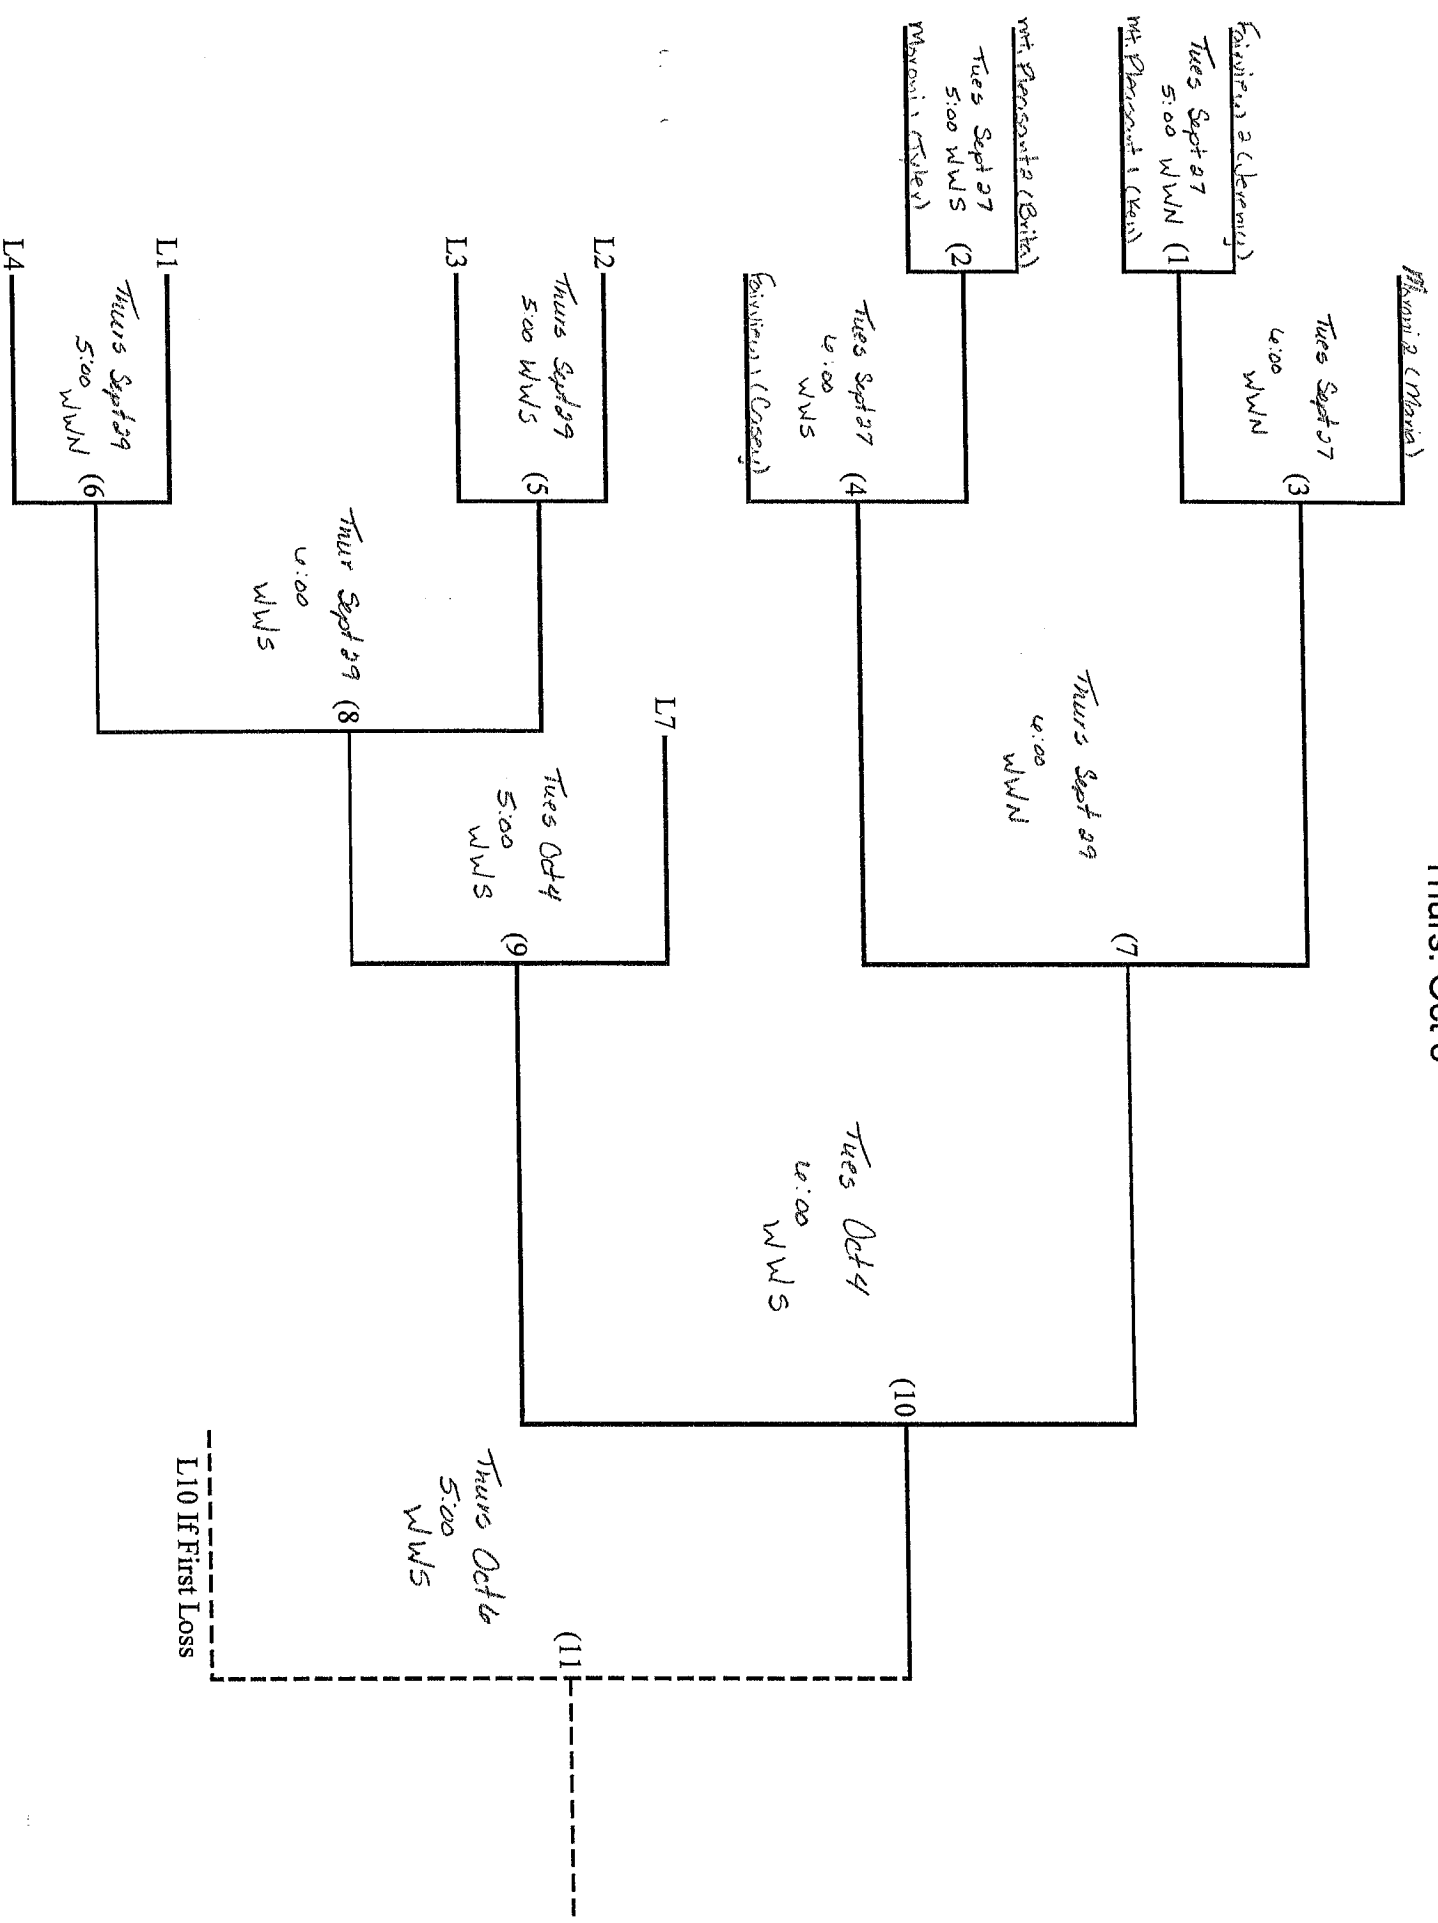 Thurs. Oct 6
Moroni 2 (Maria)
Tues Sept 27
6:00
WWN
(3
Fairview 2 (Jeremy)
Tues Sept 27
5:00 WWN (1
Mt. Pleasant 1 (Ken)
Thurs Sept 29
6:00
WWN
(7
Mt. Pleasant 2 (Brita)
Tues Sept 27
5:00 WWS (2
Moroni 1 (Tyler)
Tues Sept 27
6:00
WWS
(4
Fairview 1 (Casey)
Tues Oct 4
6:00
WWS
(10
L7
Tues Oct 4
5:00
WWS
(9
L2
Thurs Sept 29
5:00 WWS
(5
L3
Thur Sept 29 (8
6:00
WWS
L1
Thurs Sept 29
5:00
WWN
(6
L4
Thurs Oct 6
5:00
WWS
(11
L10 If First Loss